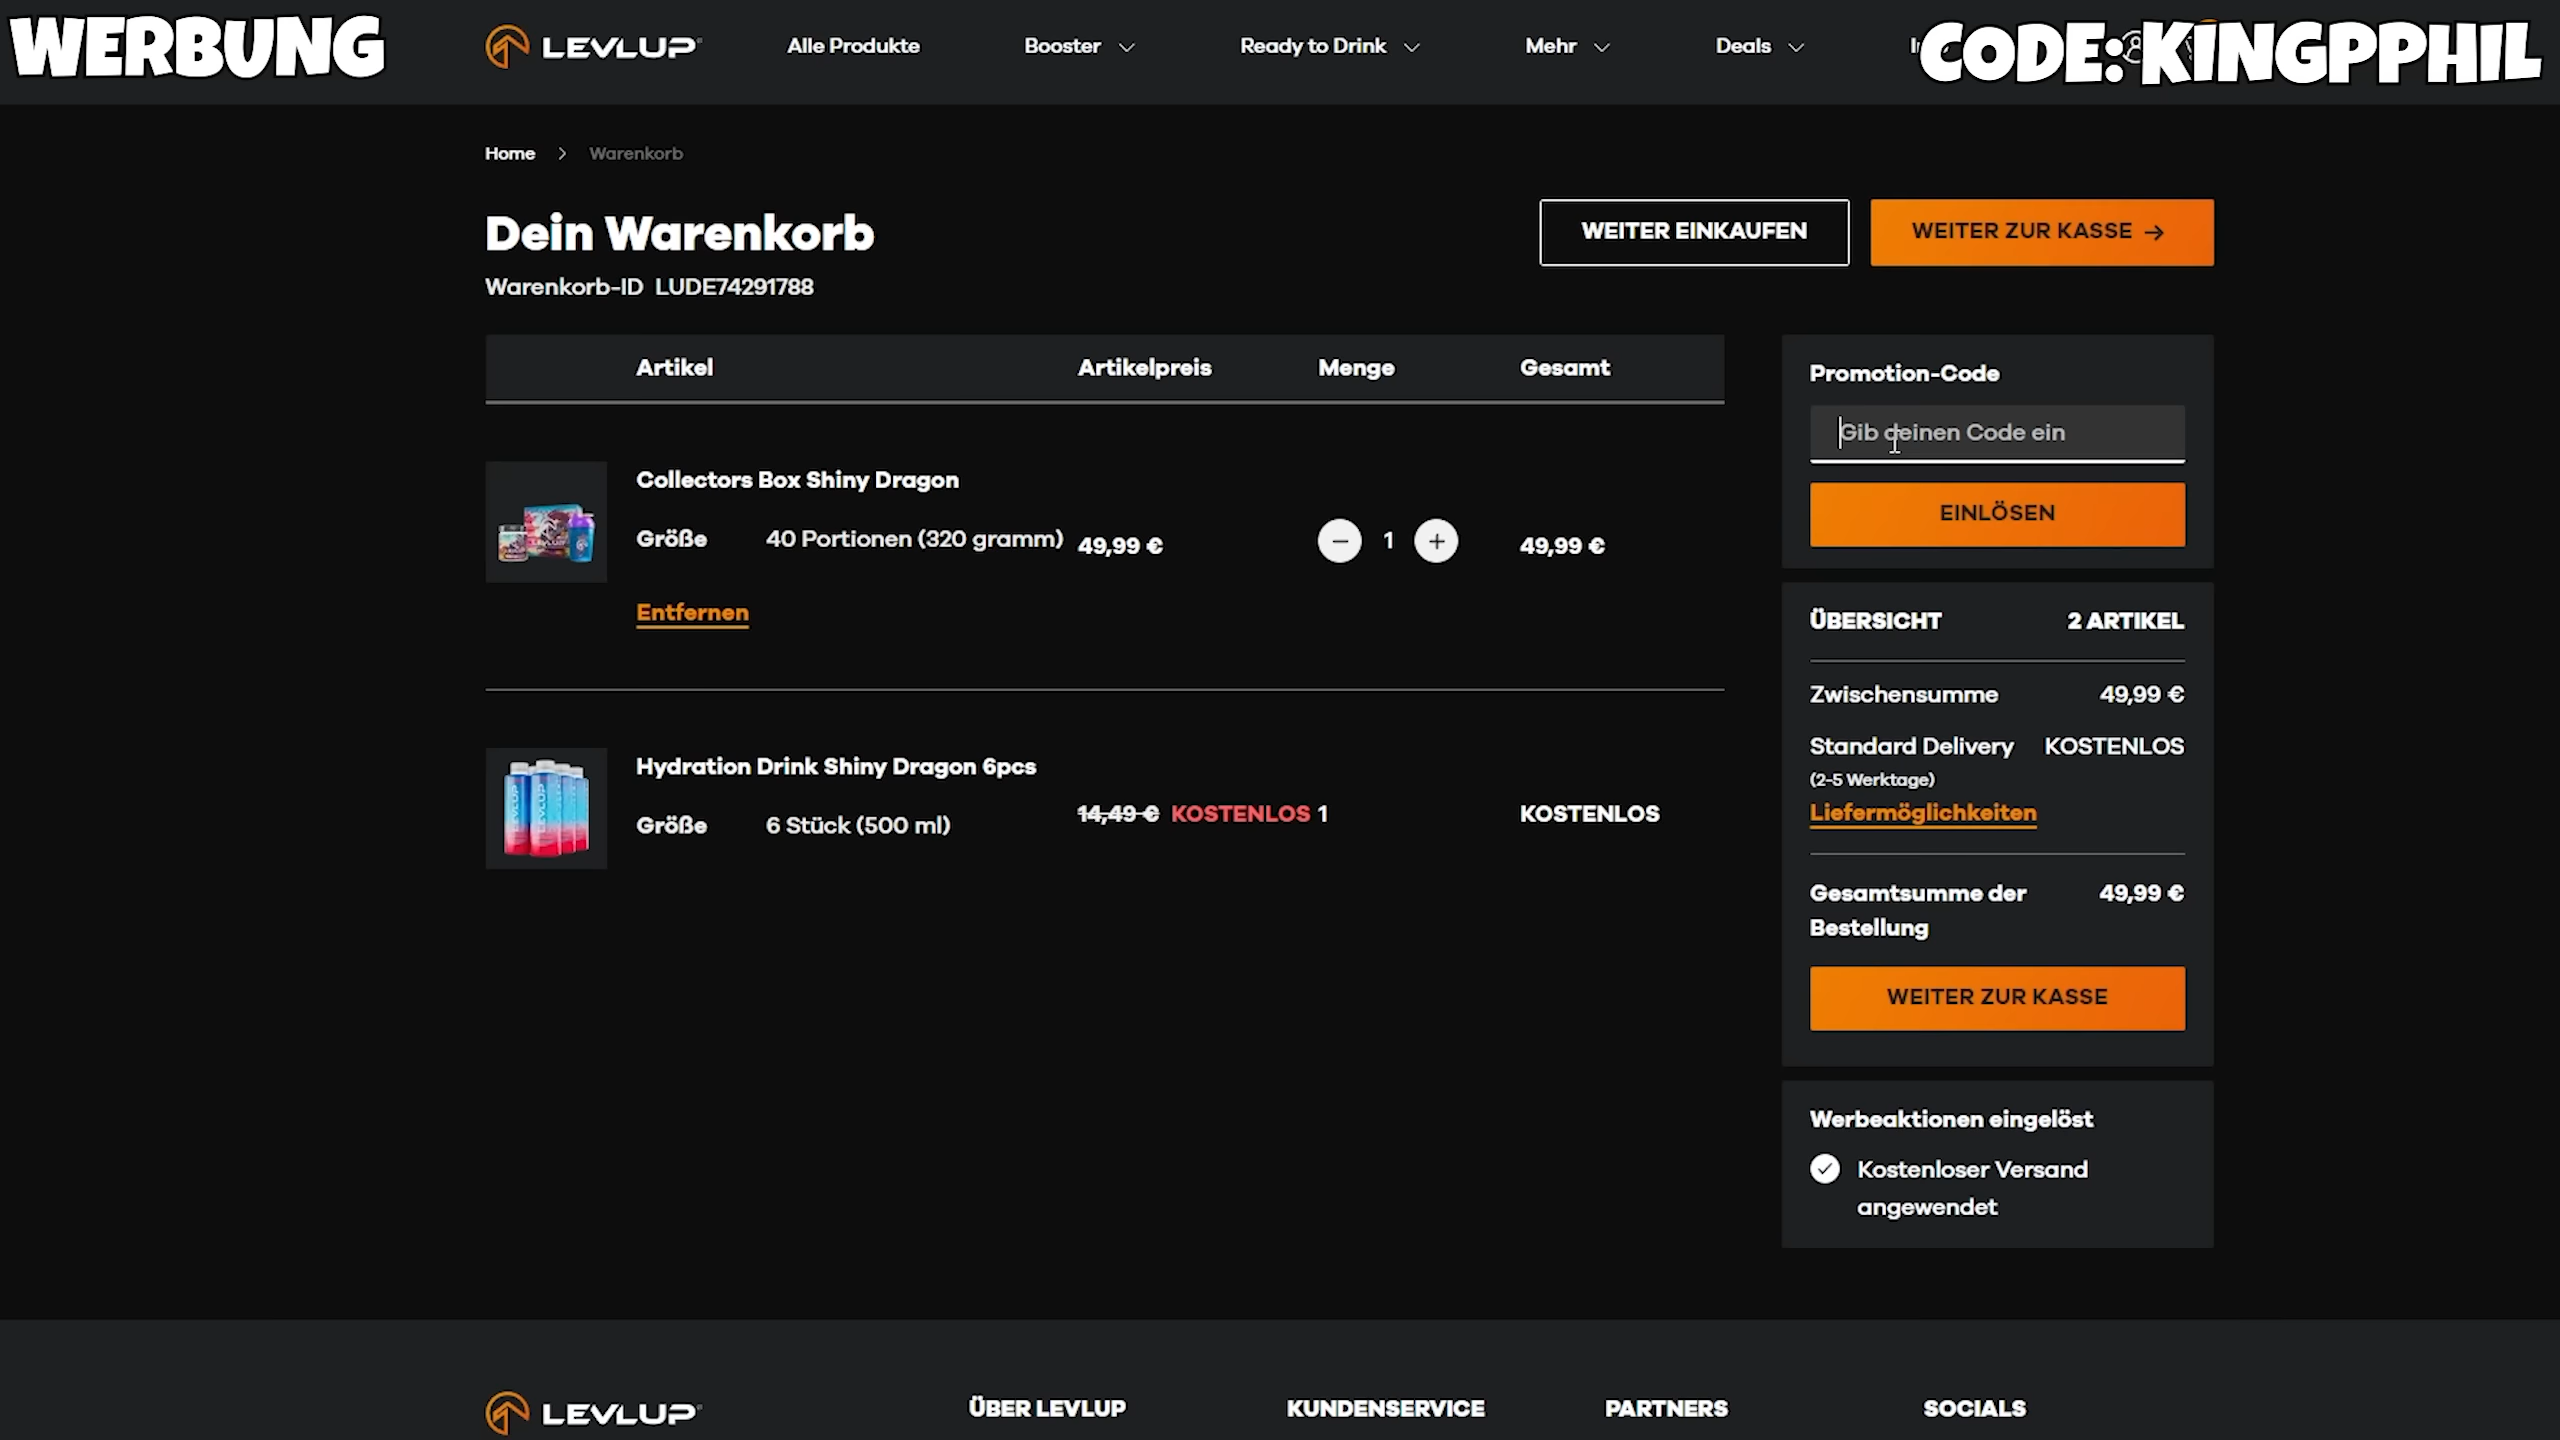 WERBUNG
LEVLUP
Alle Produkte
Booster
Ready to Drink
Mehr
Deals
CODE: KINGPPHIL
Home > Warenkorb
Dein Warenkorb
Warenkorb-ID LUDE74291788
WEITER EINKAUFEN
WEITER ZUR KASSE →
Artikel Artikelpreis Menge Gesamt
Collectors Box Shiny Dragon
Größe 40 Portionen (320 gramm) 49,99 € − 1 + 49,99 €
Entfernen
Hydration Drink Shiny Dragon 6pcs
Größe 6 Stück (500 ml) 14,49 € KOSTENLOS 1 KOSTENLOS
Promotion-Code
Gib deinen Code ein
EINLÖSEN
ÜBERSICHT 2 ARTIKEL
Zwischensumme 49,99 €
Standard Delivery KOSTENLOS
(2-5 Werktage)
Liefermöglichkeiten
Gesamtsumme der 49,99 €
Bestellung
WEITER ZUR KASSE
Werbeaktionen eingelöst
Kostenloser Versand
angewendet
LEVLUP
ÜBER LEVLUP
KUNDENSERVICE
PARTNERS
SOCIALS